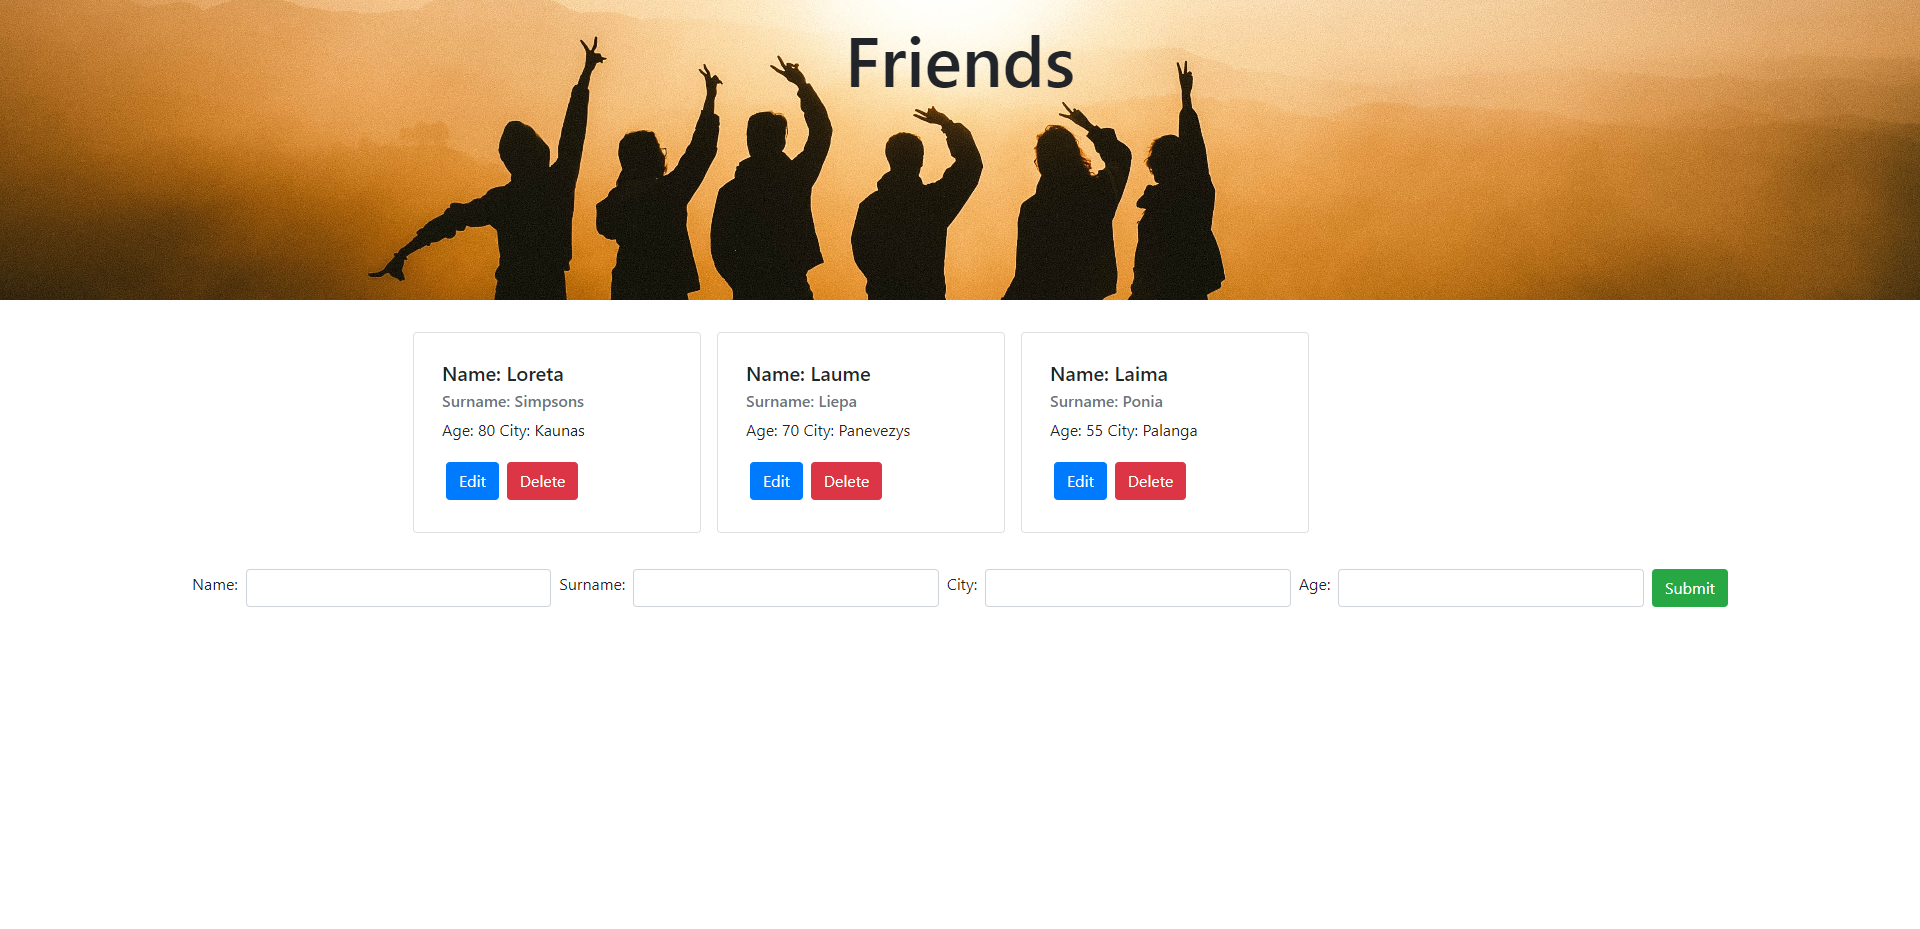 Friends
Name: Loreta
Surname: Simpsons
Age: 80 City: Kaunas
Edit Delete
Name: Laume
Surname: Liepa
Age: 70 City: Panevezys
Edit Delete
Name: Laima
Surname: Ponia
Age: 55 City: Palanga
Edit Delete
Name: Surname: City: Age: Submit